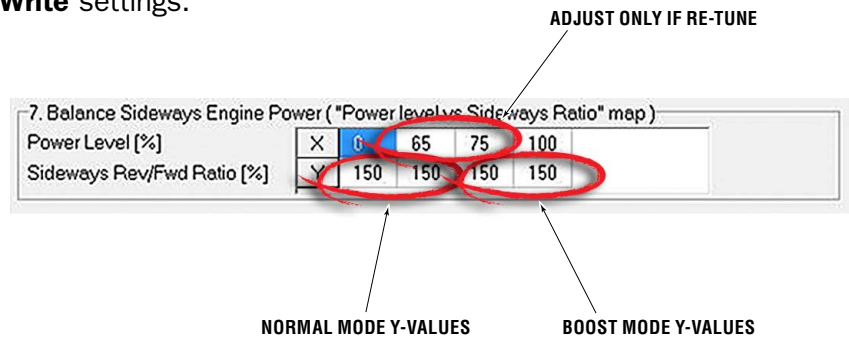 Write settings.
ADJUST ONLY IF RE-TUNE
7. Balance Sideways Engine Power ( "Power level vs Sideways Ratio" map )
Power Level [%] X 0 65 75 100
Sideways Rev/Fwd Ratio [%] Y 150 150 150 150
NORMAL MODE Y-VALUES
BOOST MODE Y-VALUES